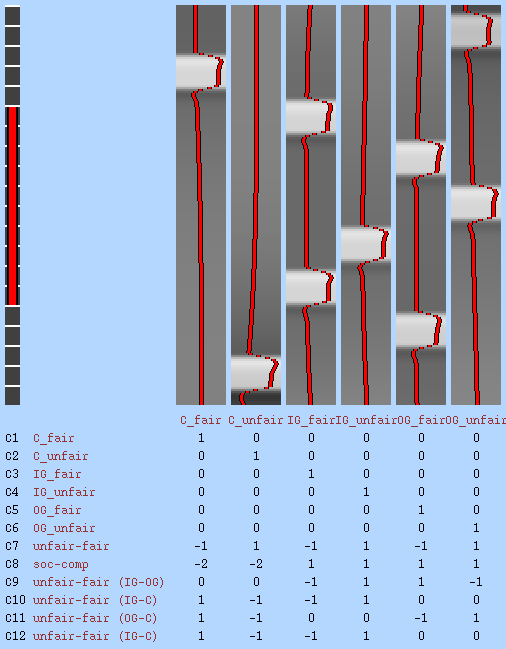 C_fair C_unfair IG_fair IG_unfair OG_fair OG_unfair
C1 C_fair 1 0 0 0 0 0
C2 C_unfair 0 1 0 0 0 0
C3 IG_fair 0 0 1 0 0 0
C4 IG_unfair 0 0 0 1 0 0
C5 OG_fair 0 0 0 0 1 0
C6 OG_unfair 0 0 0 0 0 1
C7 unfair-fair -1 1 -1 1 -1 1
C8 soc-comp -2 -2 1 1 1 1
C9 unfair-fair (IG-OG) 0 0 -1 1 1 -1
C10 unfair-fair (IG-C) 1 -1 -1 1 0 0
C11 unfair-fair (OG-C) 1 -1 0 0 -1 1
C12 unfair-fair (IG-C) 1 -1 -1 1 0 0